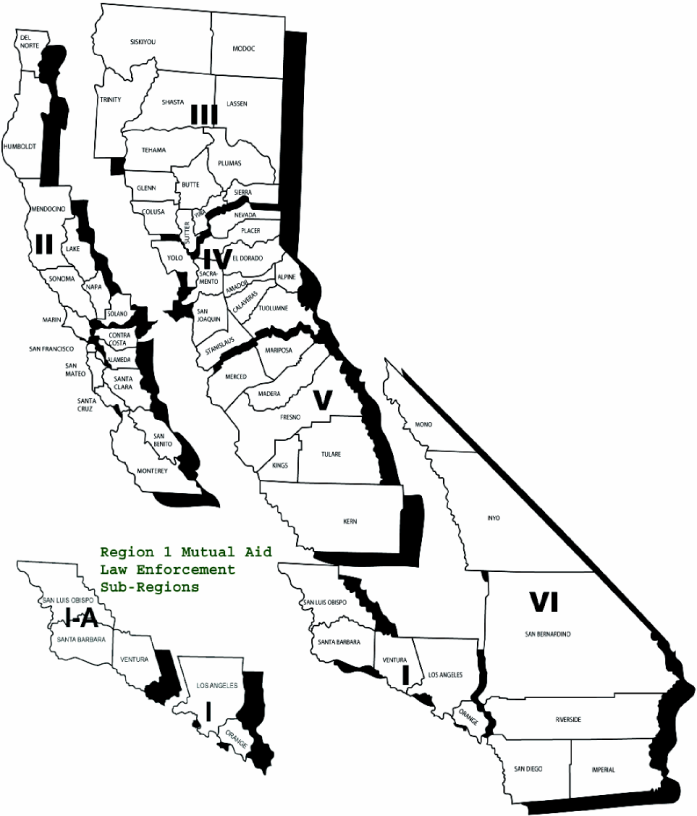 DEL
NORTE
SISKIYOU
MODOC
TRINITY
SHASTA
LASSEN
III
HUMBOLDT
TEHAMA
PLUMAS
GLENN
BUTTE
SIERRA
MENDOCINO
COLUSA
YUBA
NEVADA
SUTTER
PLACER
II
LAKE
YOLO
IV
EL DORADO
SONOMA
NAPA
SACRA-
MENTO
AMADOR
ALPINE
MARIN
SOLANO
SAN
JOAQUIN
CALAVERAS
TUOLUMNE
CONTRA
COSTA
SAN FRANCISCO
ALAMEDA
STANISLAUS
MARIPOSA
SAN
MATEO
SANTA
CLARA
MERCED
MADERA
SANTA
CRUZ
V
FRESNO
MONO
SAN
BENITO
MONTEREY
KINGS
TULARE
KERN
INYO
Region 1 Mutual Aid
Law Enforcement
Sub-Regions
SAN LUIS OBISPO
I-A
SANTA BARBARA
VENTURA
LOS ANGELES
I
ORANGE
SAN LUIS OBISPO
SANTA BARBARA
VENTURA
I
LOS ANGELES
ORANGE
VI
SAN BERNARDINO
RIVERSIDE
SAN DIEGO
IMPERIAL